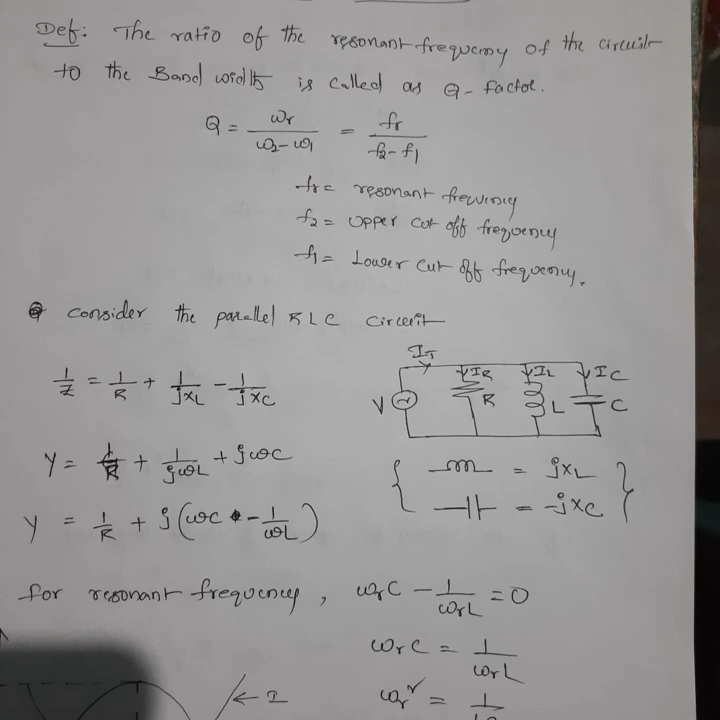 Def: The ratio of the resonant frequency of the circuit
to the Band width is called as Q-factor.
Q = ωr / (ω2 - ω1) = fr / (f2 - f1)
fr = resonant frequency
f2 = Upper cut off frequency
f1 = Lower cut off frequency.
consider the parallel RLC circuit
1/Z = 1/R + 1/jXL - 1/jXC
IT
IR IL IC
V R L C
Y = 1/R + 1/jωL + jωC
= jXL
Y = 1/R + j(ωC - 1/ωL)
= -jXC
for resonant frequency, ωrC - 1/ωrL = 0
ωrC = 1/ωrL
← I